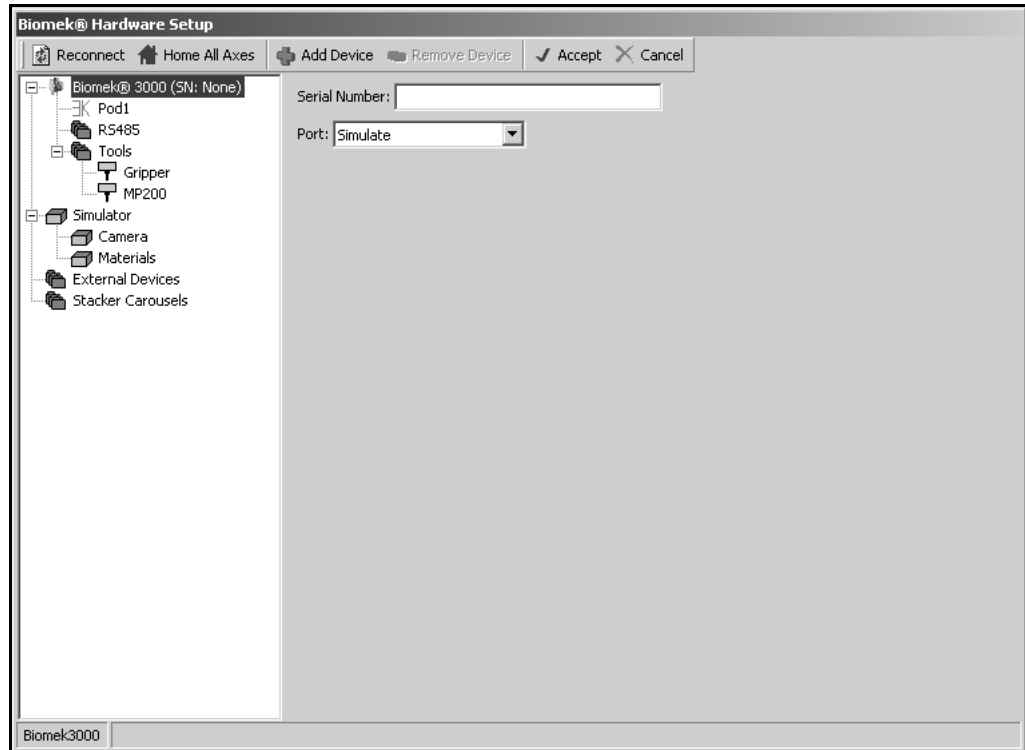 Biomek® Hardware Setup
Reconnect Home All Axes Add Device Remove Device Accept Cancel
Biomek® 3000 (SN: None)
Pod1
RS485
Tools
Gripper
MP200
Simulator
Camera
Materials
External Devices
Stacker Carousels
Serial Number:
Port: Simulate
Biomek3000